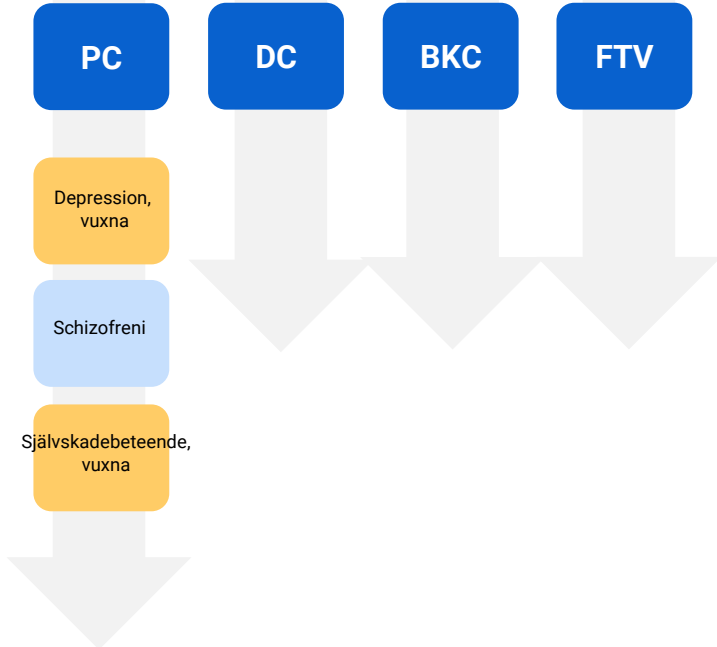 PC
DC
BKC
FTV
Depression,
vuxna
Schizofreni
Självskadebeteende,
vuxna